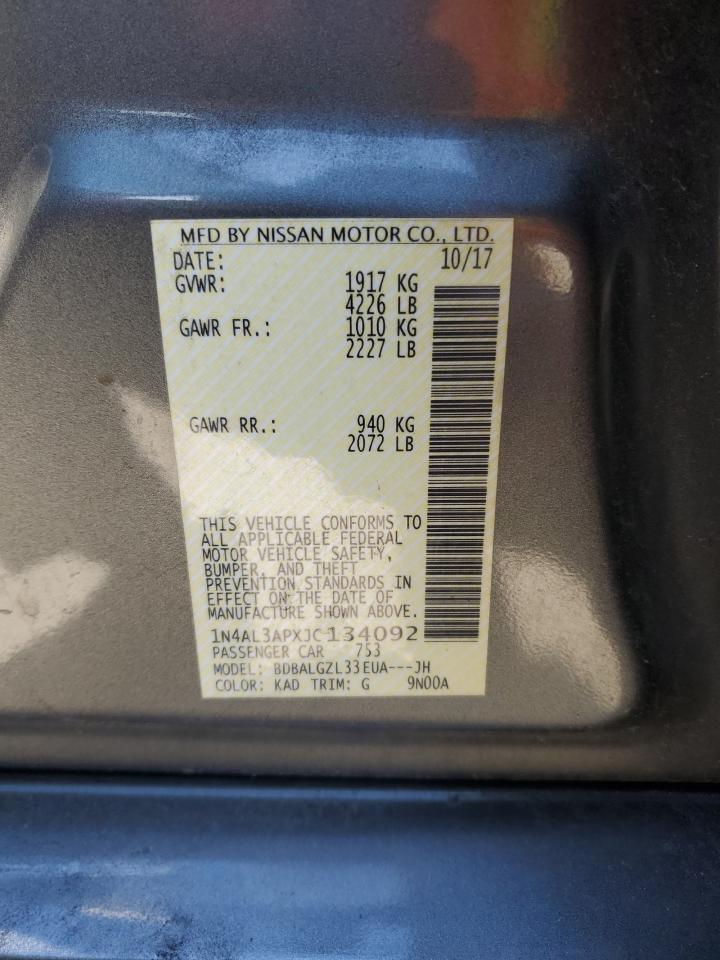 MFD BY NISSAN MOTOR CO., LTD.
DATE: 10/17
GVWR: 1917 KG
4226 LB
GAWR FR.: 1010 KG
2227 LB
GAWR RR.: 940 KG
2072 LB
THIS VEHICLE CONFORMS TO
ALL APPLICABLE FEDERAL
MOTOR VEHICLE SAFETY,
BUMPER, AND THEFT
PREVENTION STANDARDS IN
EFFECT ON THE DATE OF
MANUFACTURE SHOWN ABOVE.
1N4AL3APXJC134092
PASSENGER CAR 753
MODEL: BDBALGZL33EUA---JH
COLOR: KAD TRIM: G 9N00A